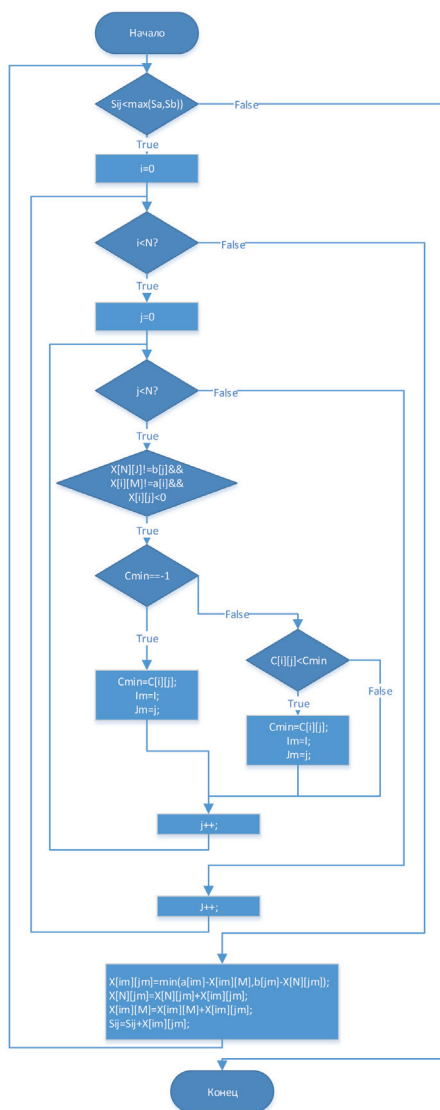 Начало
Sij<max(Sa,Sb))
False
True
i=0
i<N?
False
True
j=0
j<N?
False
True
X[N][J]!=b[j]&&
X[i][M]!=a[i]&&
X[i][j]<0
True
Cmin==-1
False
True
C[i][j]<Cmin
False
True
Cmin=C[i][j];
Im=I;
Jm=j;
Cmin=C[i][j];
Im=I;
Jm=j;
j++;
J++;
X[im][jm]=min(a[im]-X[im][M],b[jm]-X[N][jm]);
X[N][jm]=X[N][jm]+X[im][jm];
X[im][M]=X[im][M]+X[im][jm];
Sij=Sij+X[im][jm];
Конец